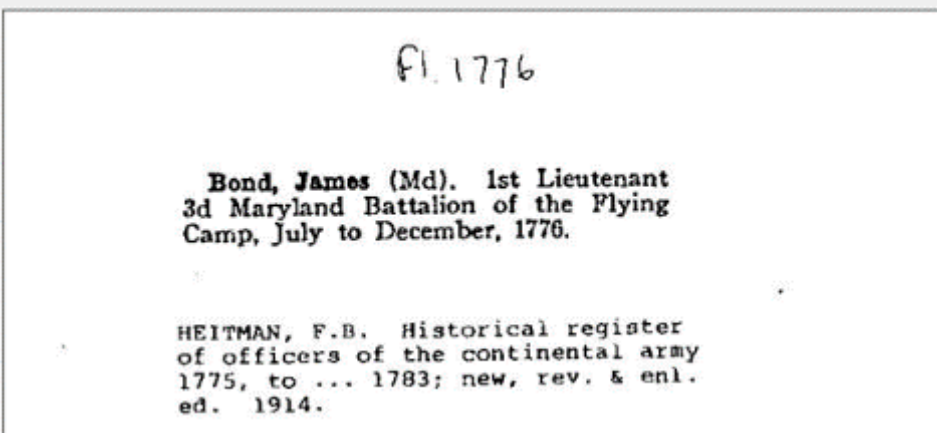 fl. 1776
Bond, James (Md). 1st Lieutenant
3d Maryland Battalion of the Flying
Camp, July to December, 1776.
HEITMAN, F.B. Historical register
of officers of the continental army
1775, to ... 1783; new, rev. & enl.
ed. 1914.